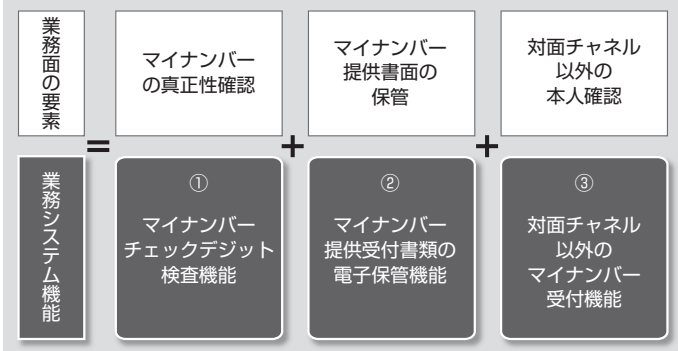 業務面の要素
=
マイナンバー
の真正性確認
+
マイナンバー
提供書面の
保管
+
対面チャネル
以外の
本人確認
業務システム機能
①
マイナンバー
チェックデジット
検査機能
②
マイナンバー
提供受付書類の
電子保管機能
③
対面チャネル
以外の
マイナンバー
受付機能